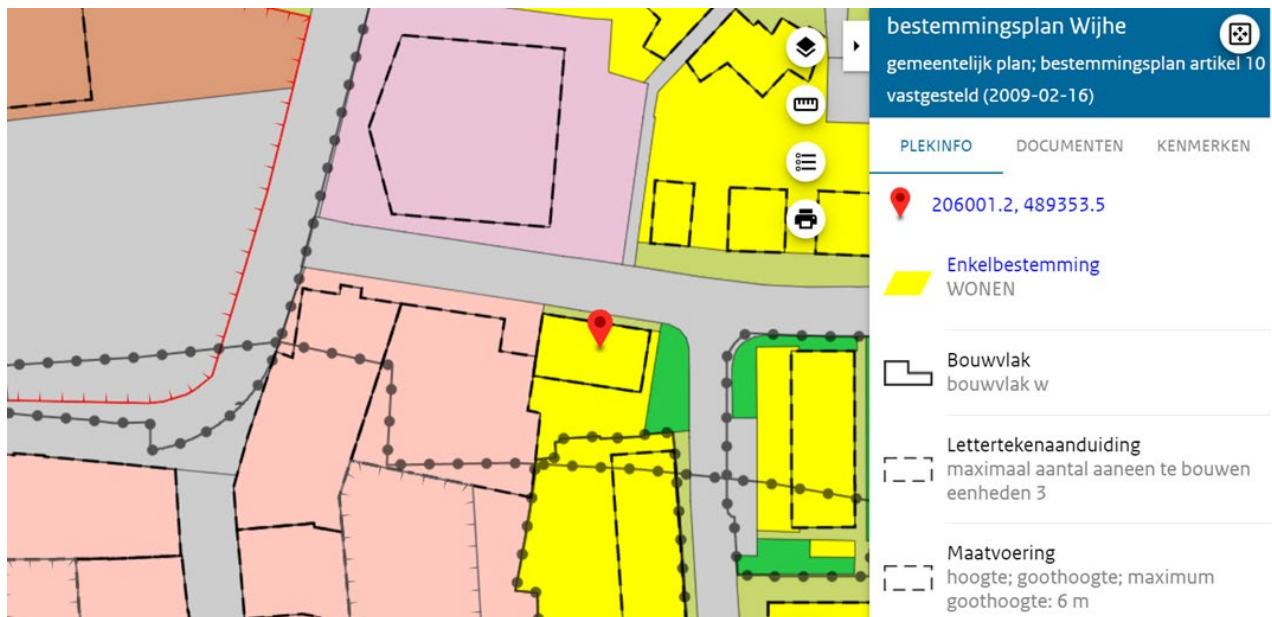 bestemmingsplan Wijhe
gemeentelijk plan; bestemmingsplan artikel 10
vastgesteld (2009-02-16)
PLEKINFO DOCUMENTEN KENMERKEN
206001.2, 489353.5
Enkelbestemming
WONEN
Bouwvlak
bouwvlak w
Lettertekenaanduiding
maximaal aantal aaneen te bouwen
eenheden 3
Maatvoering
hoogte; goothoogte; maximum
goothoogte: 6 m